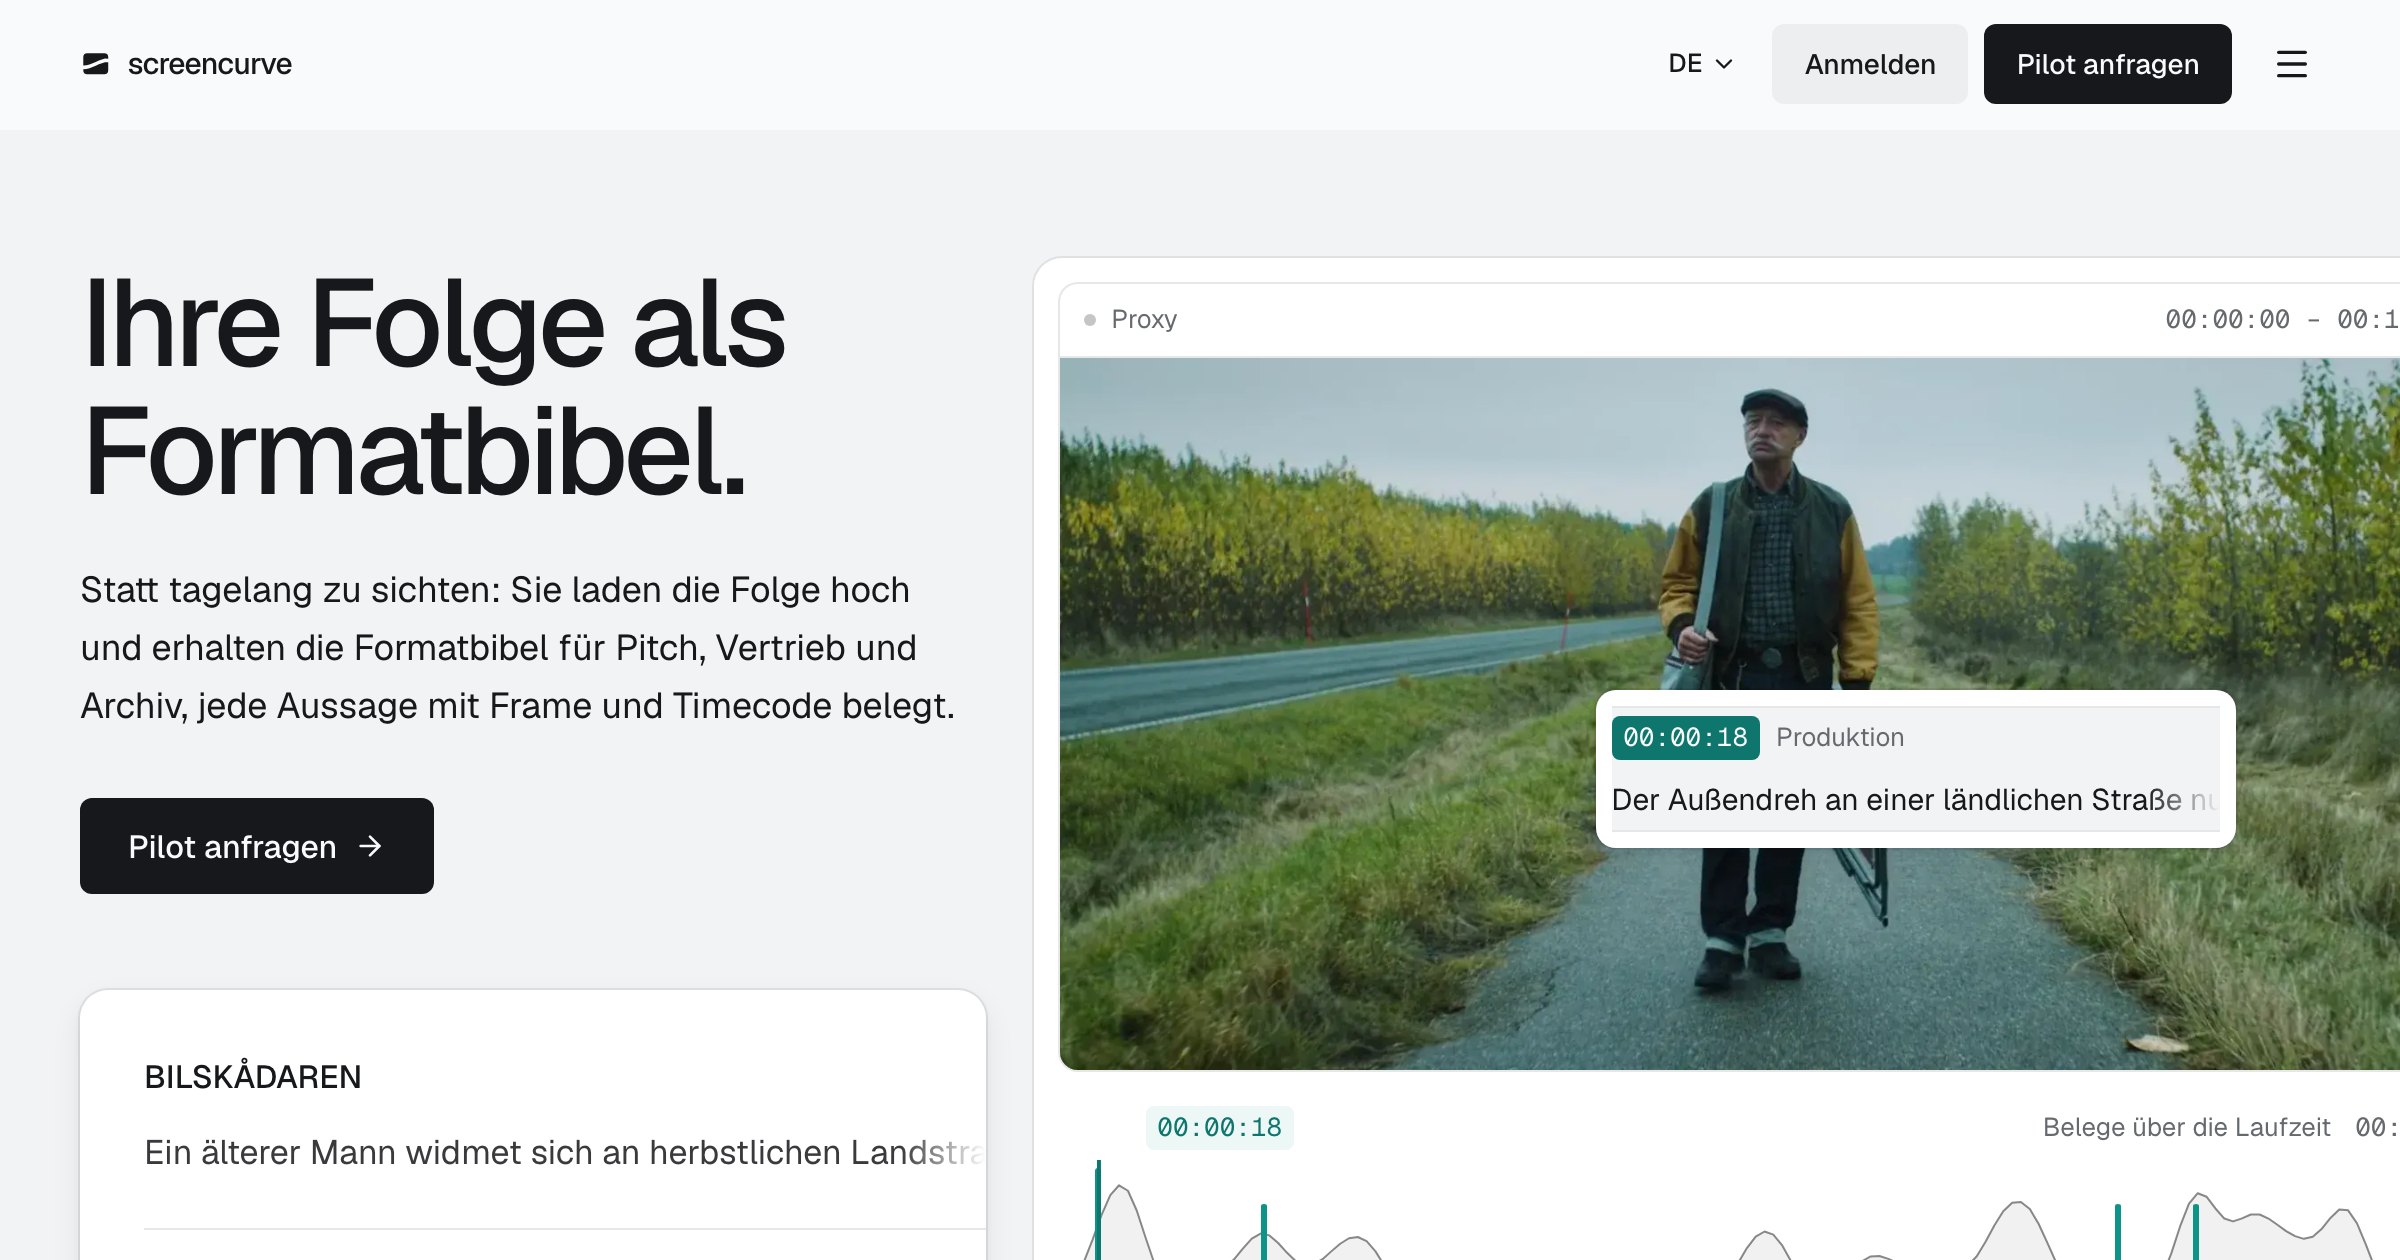 screencurve
DE
Anmelden
Pilot anfragen
Ihre Folge als
Formatbibel.
Statt tagelang zu sichten: Sie laden die Folge hoch
und erhalten die Formatbibel für Pitch, Vertrieb und
Archiv, jede Aussage mit Frame und Timecode belegt.
Pilot anfragen
BILSKÅDAREN
Ein älterer Mann widmet sich an herbstlichen
Proxy
00:00:00 – 00:1
00:00:18 Produktion
Der Außendreh an einer ländlichen Straße
00:00:18
Belege über die Laufzeit 00: